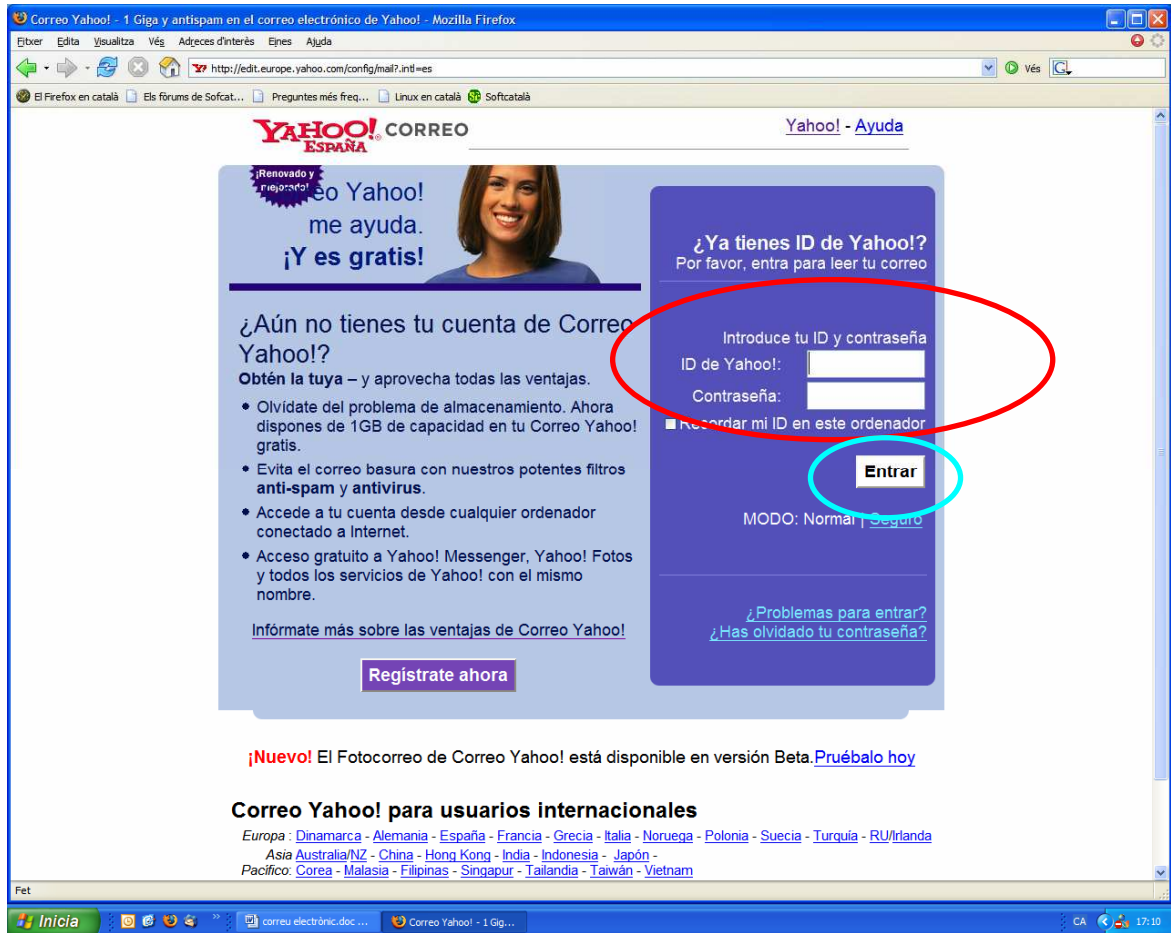 Correo Yahoo! - 1 Giga y antispam en el correo electrónico de Yahoo! - Mozilla Firefox
Fitxer Edita Visualitza Vés Adreces d'interès Eines Ajuda
http://edit.europe.yahoo.com/config/mail?.intl=es
Vés
El Firefox en català Els fòrums de Sofcat... Preguntes més freq... Linux en català Softcatalà
YAHOO! CORREO
ESPAÑA
Yahoo! - Ayuda
¡Renovado y
mejorado!
eo Yahoo!
me ayuda.
¡Y es gratis!
¿Aún no tienes tu cuenta de Correo
Yahoo!?
Obtén la tuya – y aprovecha todas las ventajas.
• Olvídate del problema de almacenamiento. Ahora
dispones de 1GB de capacidad en tu Correo Yahoo!
gratis.
• Evita el correo basura con nuestros potentes filtros
anti-spam y antivirus.
• Accede a tu cuenta desde cualquier ordenador
conectado a Internet.
• Acceso gratuito a Yahoo! Messenger, Yahoo! Fotos
y todos los servicios de Yahoo! con el mismo
nombre.
Infórmate más sobre las ventajas de Correo Yahoo!
Regístrate ahora
¿Ya tienes ID de Yahoo!?
Por favor, entra para leer tu correo
Introduce tu ID y contraseña
ID de Yahoo!:
Contraseña:
Recordar mi ID en este ordenador
Entrar
MODO: Normal | Seguro
¿Problemas para entrar?
¿Has olvidado tu contraseña?
¡Nuevo! El Fotocorreo de Correo Yahoo! está disponible en versión Beta.Pruébalo hoy
Correo Yahoo! para usuarios internacionales
Europa : Dinamarca - Alemania - España - Francia - Grecia - Italia - Noruega - Polonia - Suecia - Turquía - RU/Irlanda
Asia Australia/NZ - China - Hong Kong - India - Indonesia - Japón -
Pacífico: Corea - Malasia - Filipinas - Singapur - Tailandia - Taiwán - Vietnam
Fet
Inicia
correu electrònic.doc ...
Correo Yahoo! - 1 Gig...
CA
17:10